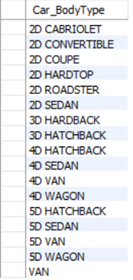 Car_BodyType
2D CABRIOLET
2D CONVERTIBLE
2D COUPE
2D HARDTOP
2D ROADSTER
2D SEDAN
3D HARDBACK
3D HATCHBACK
4D HATCHBACK
4D SEDAN
4D VAN
4D WAGON
5D HATCHBACK
5D SEDAN
5D VAN
5D WAGON
VAN